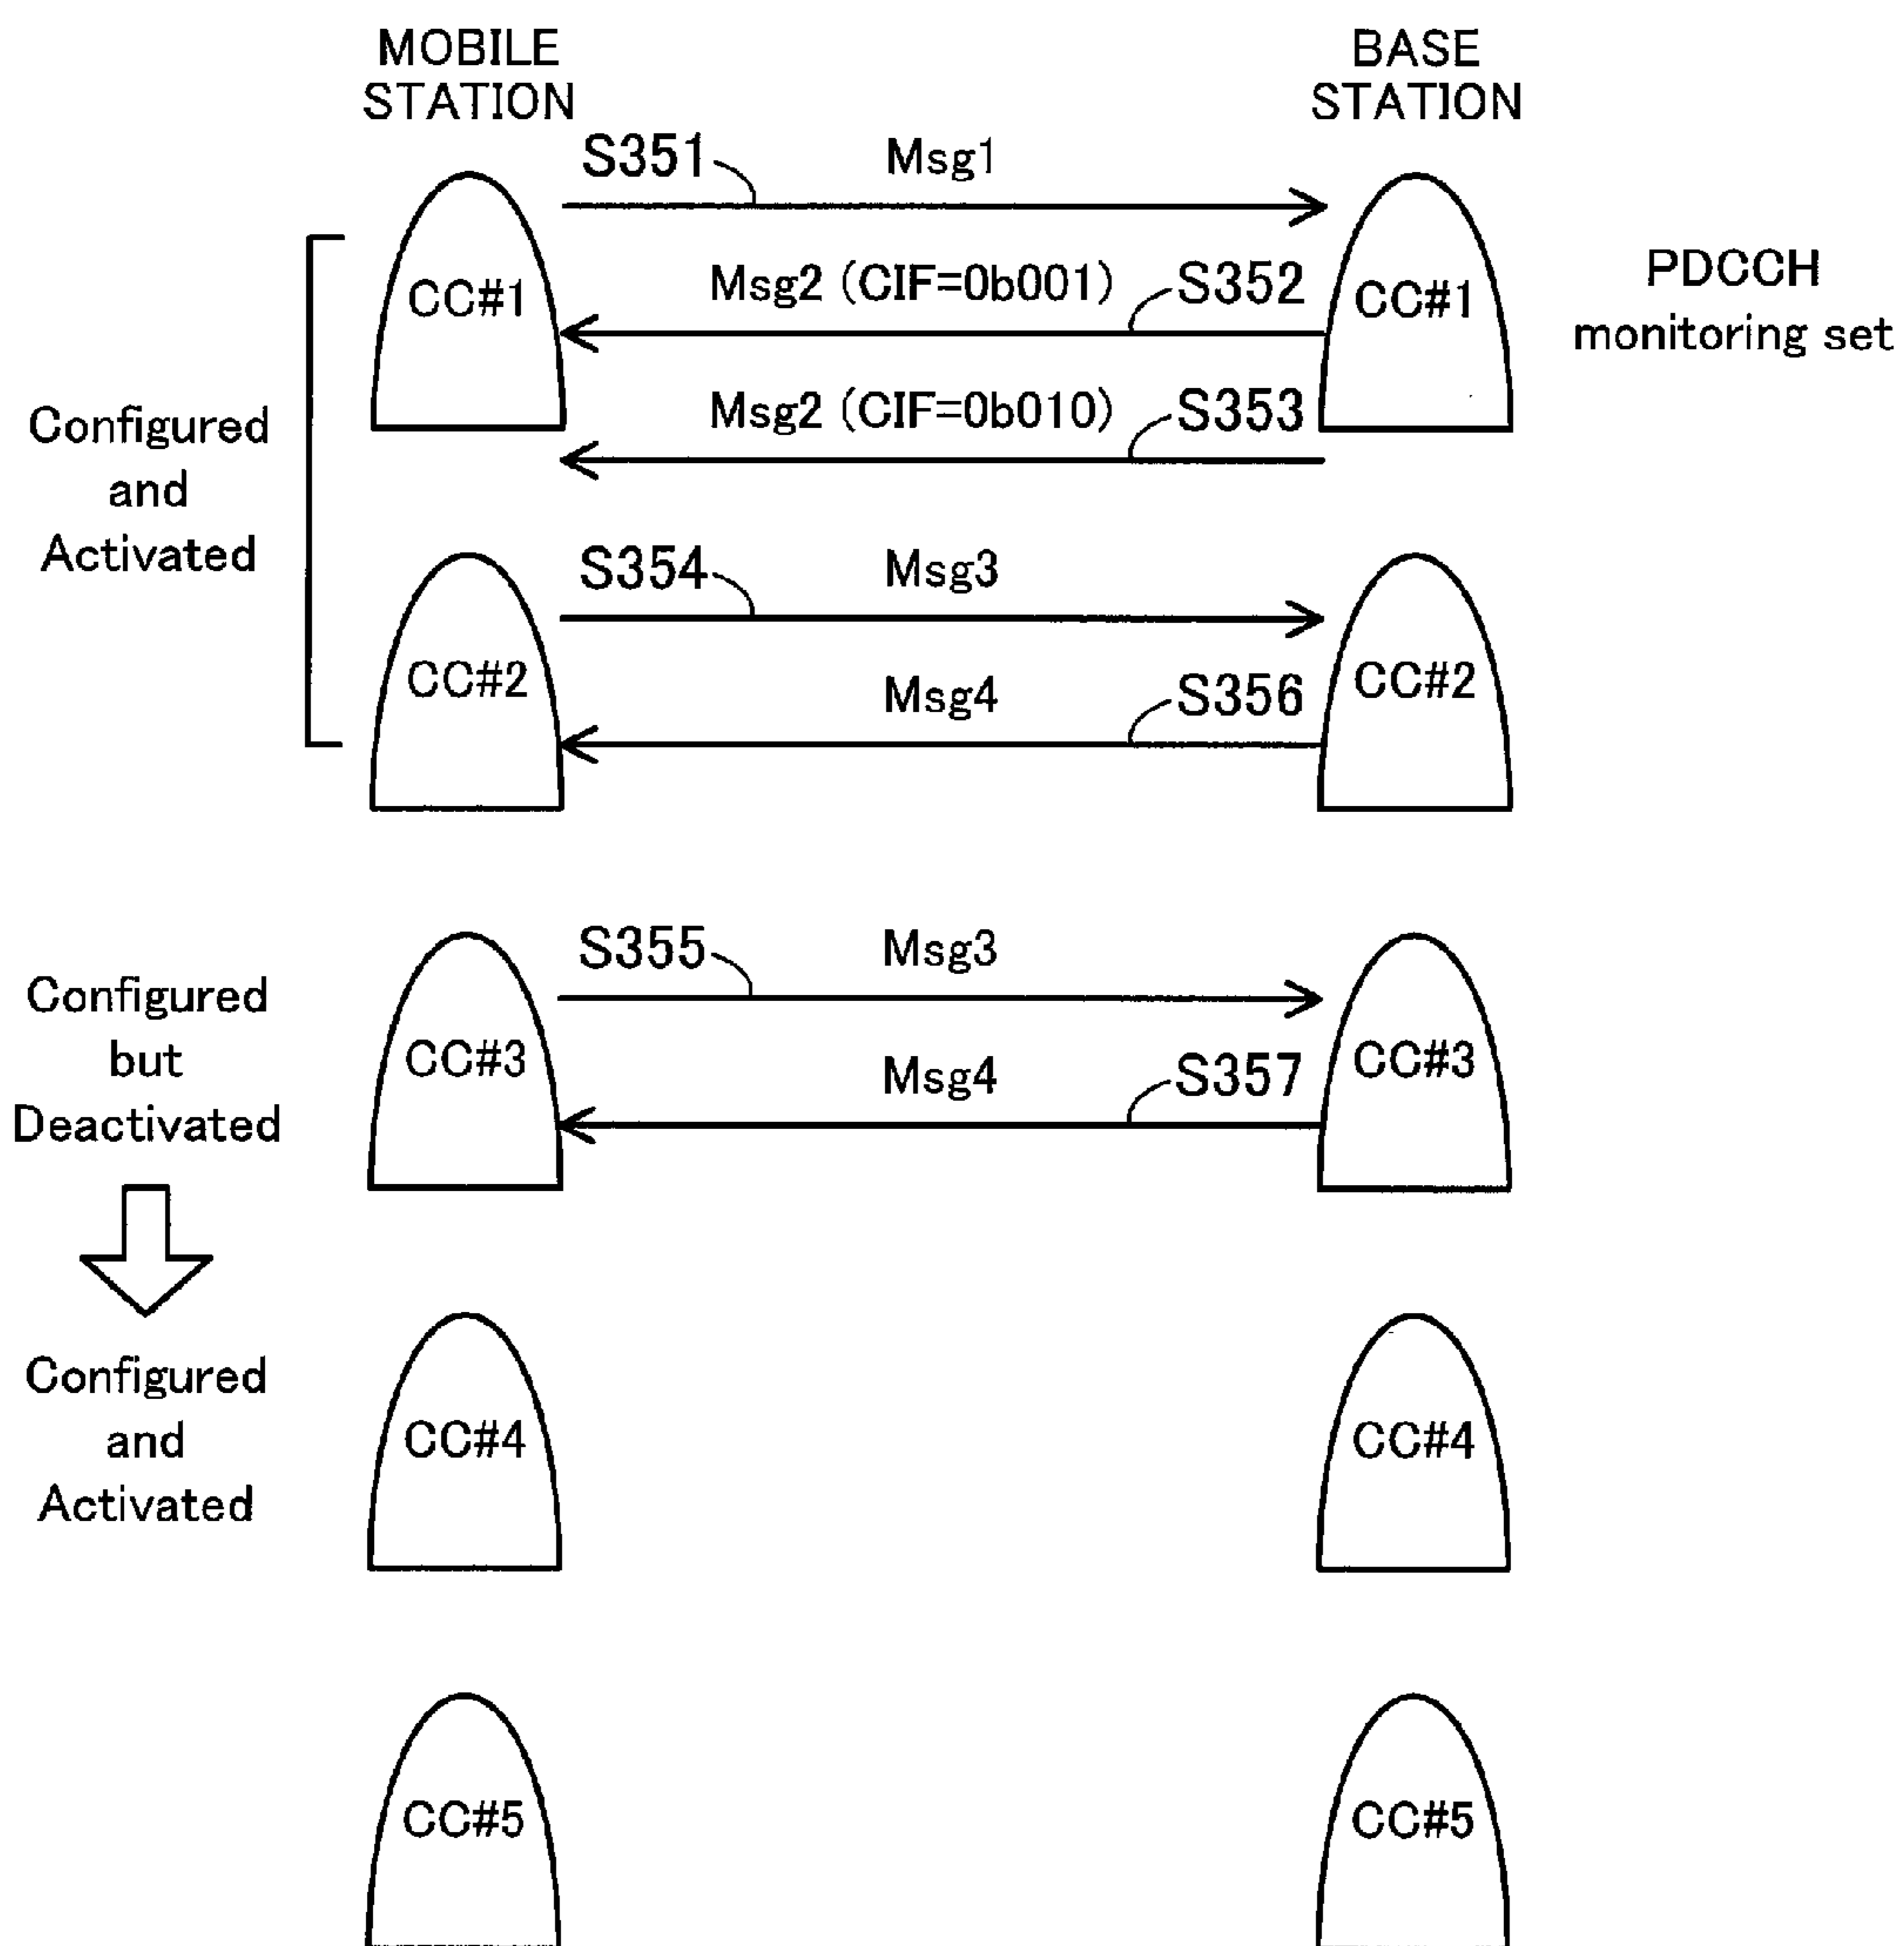 MOBILE
STATION
BASE
STATION
S351
Msg1
CC#1
Msg2 (CIF=0b001)
S352
CC#1
PDCCH
monitoring set
Msg2 (CIF=0b010)
S353
Configured
and
Activated
S354
Msg3
CC#2
Msg4
S356
CC#2
S355
Msg3
Configured
but
Deactivated
CC#3
Msg4
S357
CC#3
Configured
and
Activated
CC#4
CC#4
CC#5
CC#5